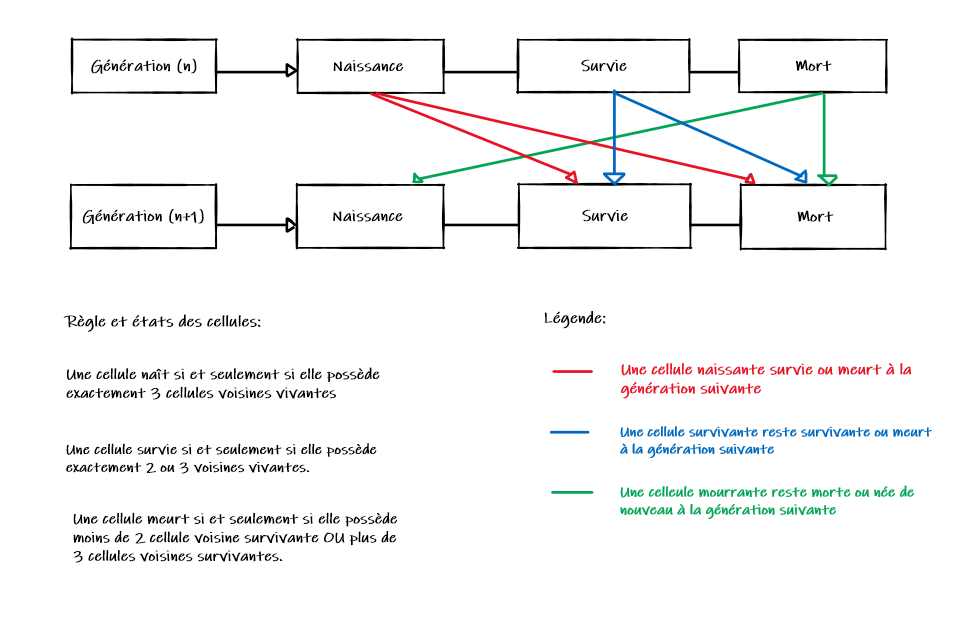 Génération (n)
Naissance
Survie
Mort
Génération (n+1)
Naissance
Survie
Mort
Règle et états des cellules:
Une cellule naît si et seulement si elle possède
exactement 3 cellules voisines vivantes
Une cellule survie si et seulement si elle possède
exactement 2 ou 3 voisines vivantes.
Une cellule meurt si et seulement si elle possède
moins de 2 cellule voisine survivante OU plus de
3 cellules voisines survivantes.
Légende:
Une cellule naissante survie ou meurt à la
génération suivante
Une cellule survivante reste survivante ou meurt
à la génération suivante
Une celleule mourrante reste morte ou née de
nouveau à la génération suivante